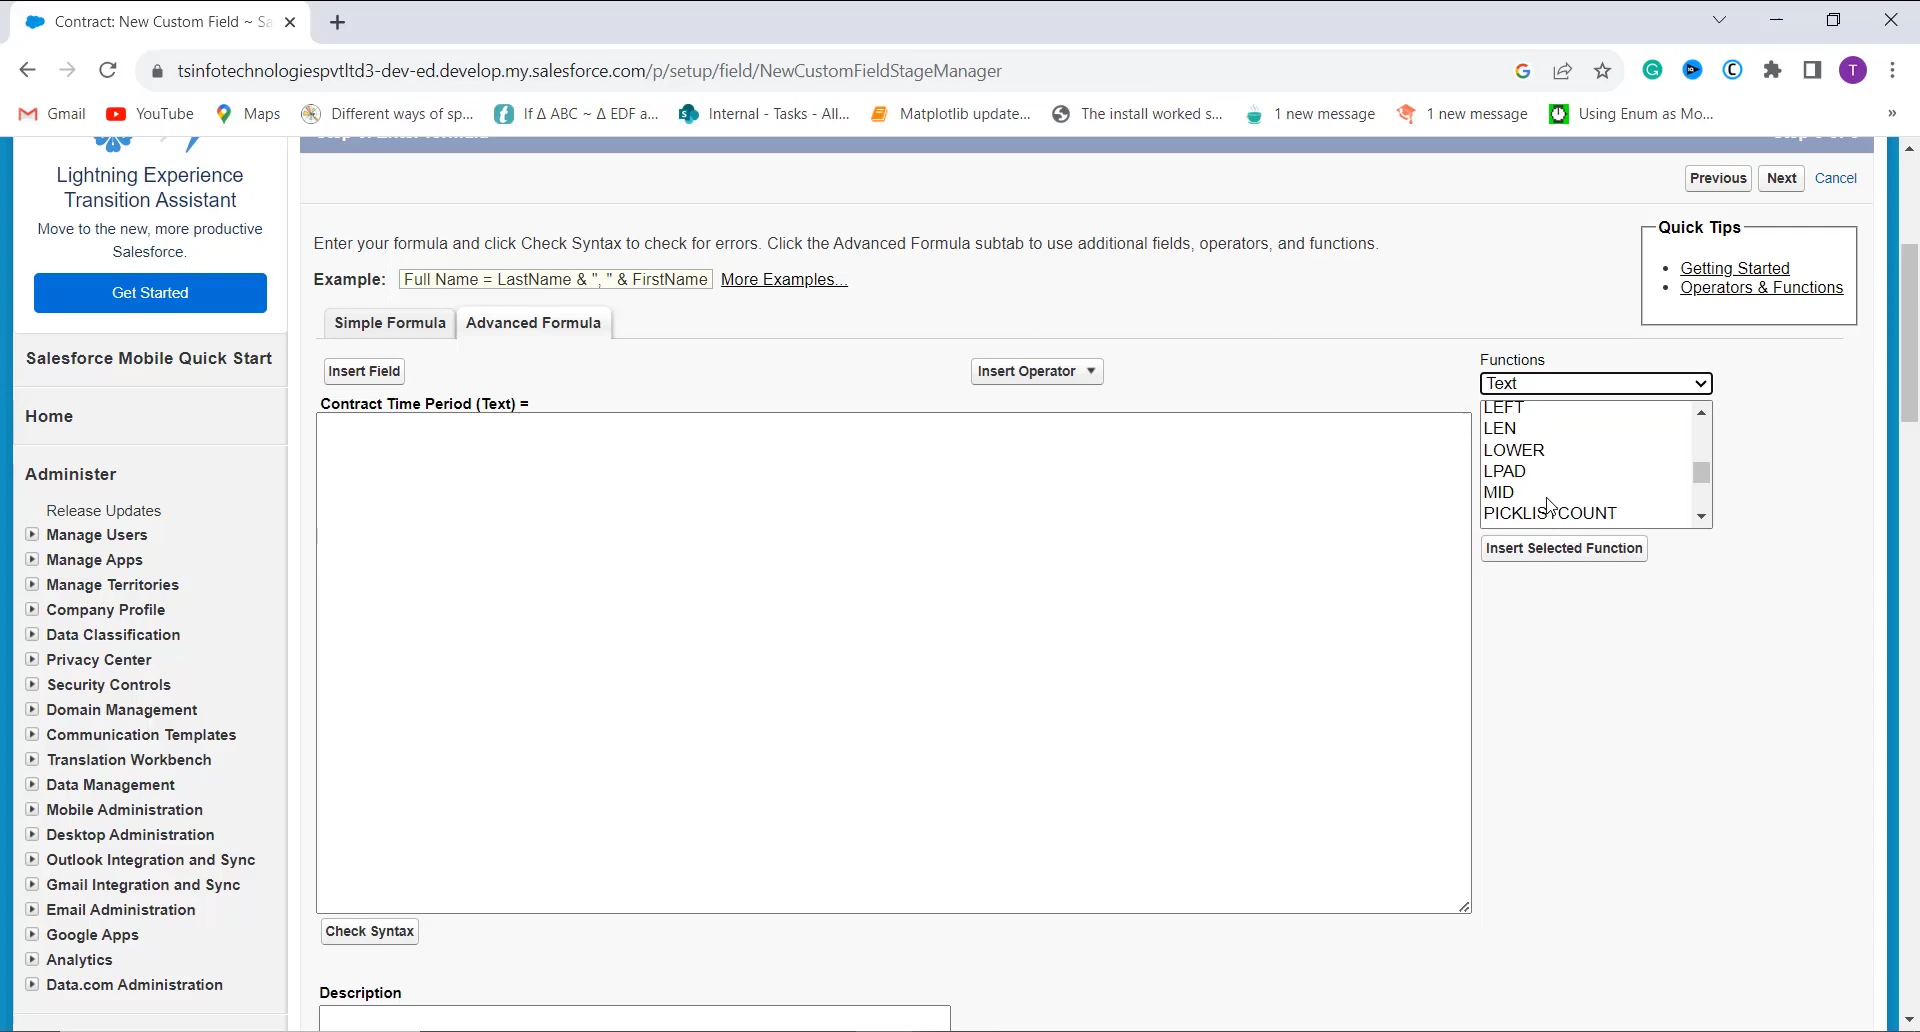 Contract: New Custom Field ~ Sa
tsinfotechnologiespvtltd3-dev-ed.develop.my.salesforce.com/p/setup/field/NewCustomFieldStageManager
T
Gmail
YouTube
Maps
Different ways of sp...
If Δ ABC ~ Δ EDF a...
Internal - Tasks - All...
Matplotlib update...
The install worked s...
1 new message
1 new message
Using Enum as Mo...
»
Lightning Experience
Transition Assistant
Move to the new, more productive
Salesforce.
Get Started
Salesforce Mobile Quick Start
Home
Administer
Release Updates
Manage Users
Manage Apps
Manage Territories
Company Profile
Data Classification
Privacy Center
Security Controls
Domain Management
Communication Templates
Translation Workbench
Data Management
Mobile Administration
Desktop Administration
Outlook Integration and Sync
Gmail Integration and Sync
Email Administration
Google Apps
Analytics
Data.com Administration
Previous
Next
Cancel
Enter your formula and click Check Syntax to check for errors. Click the Advanced Formula subtab to use additional fields, operators, and functions.
Example: Full Name = LastName & ", " & FirstName More Examples...
Quick Tips
• Getting Started
• Operators & Functions
Simple Formula
Advanced Formula
Insert Field
Insert Operator
Contract Time Period (Text) =
Functions
Text
LEFT
LEN
LOWER
LPAD
MID
PICKLISTCOUNT
Insert Selected Function
Check Syntax
Description